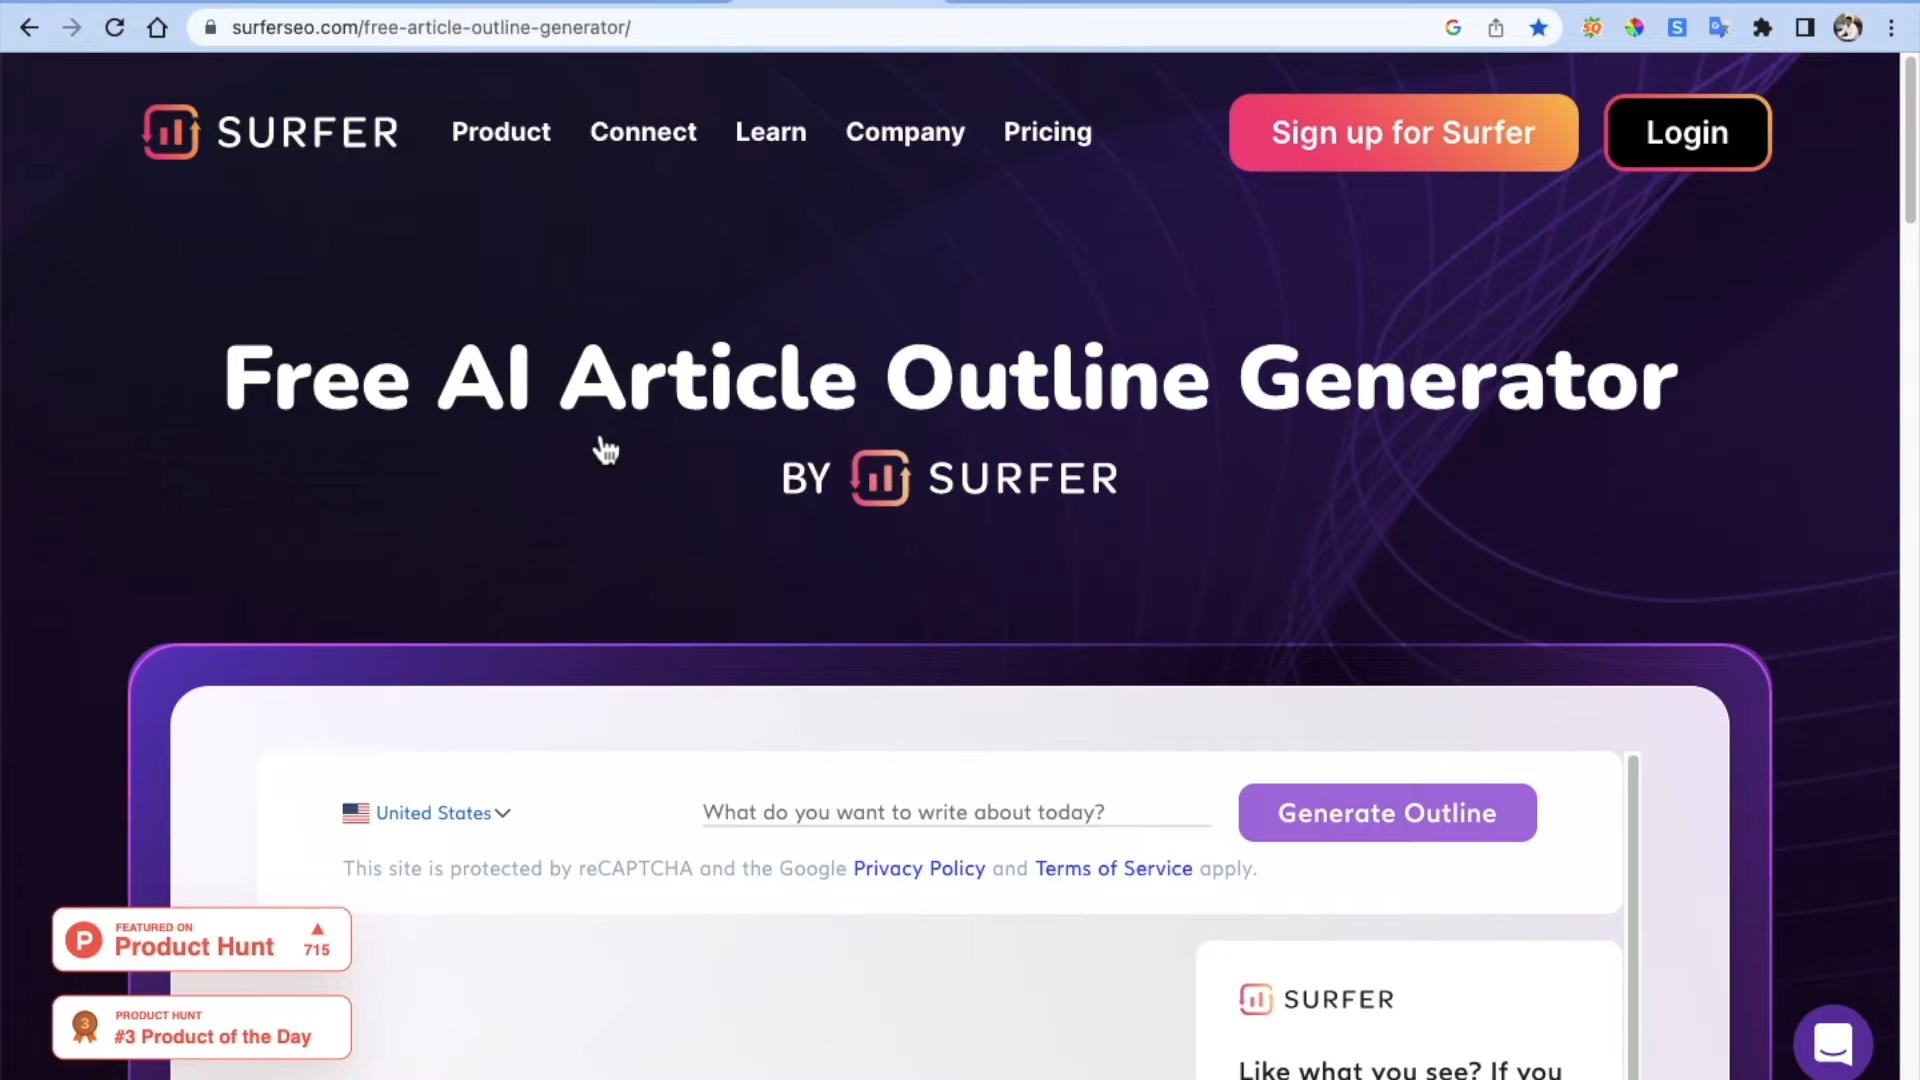 surferseo.com/free-article-outline-generator/
SURFER Product Connect Learn Company Pricing Sign up for Surfer Login
Free AI Article Outline Generator
BY SURFER
United States What do you want to write about today? Generate Outline
This site is protected by reCAPTCHA and the Google Privacy Policy and Terms of Service apply.
FEATURED ON
Product Hunt 715
PRODUCT HUNT
3 #3 Product of the Day
SURFER
Like what you see? If you